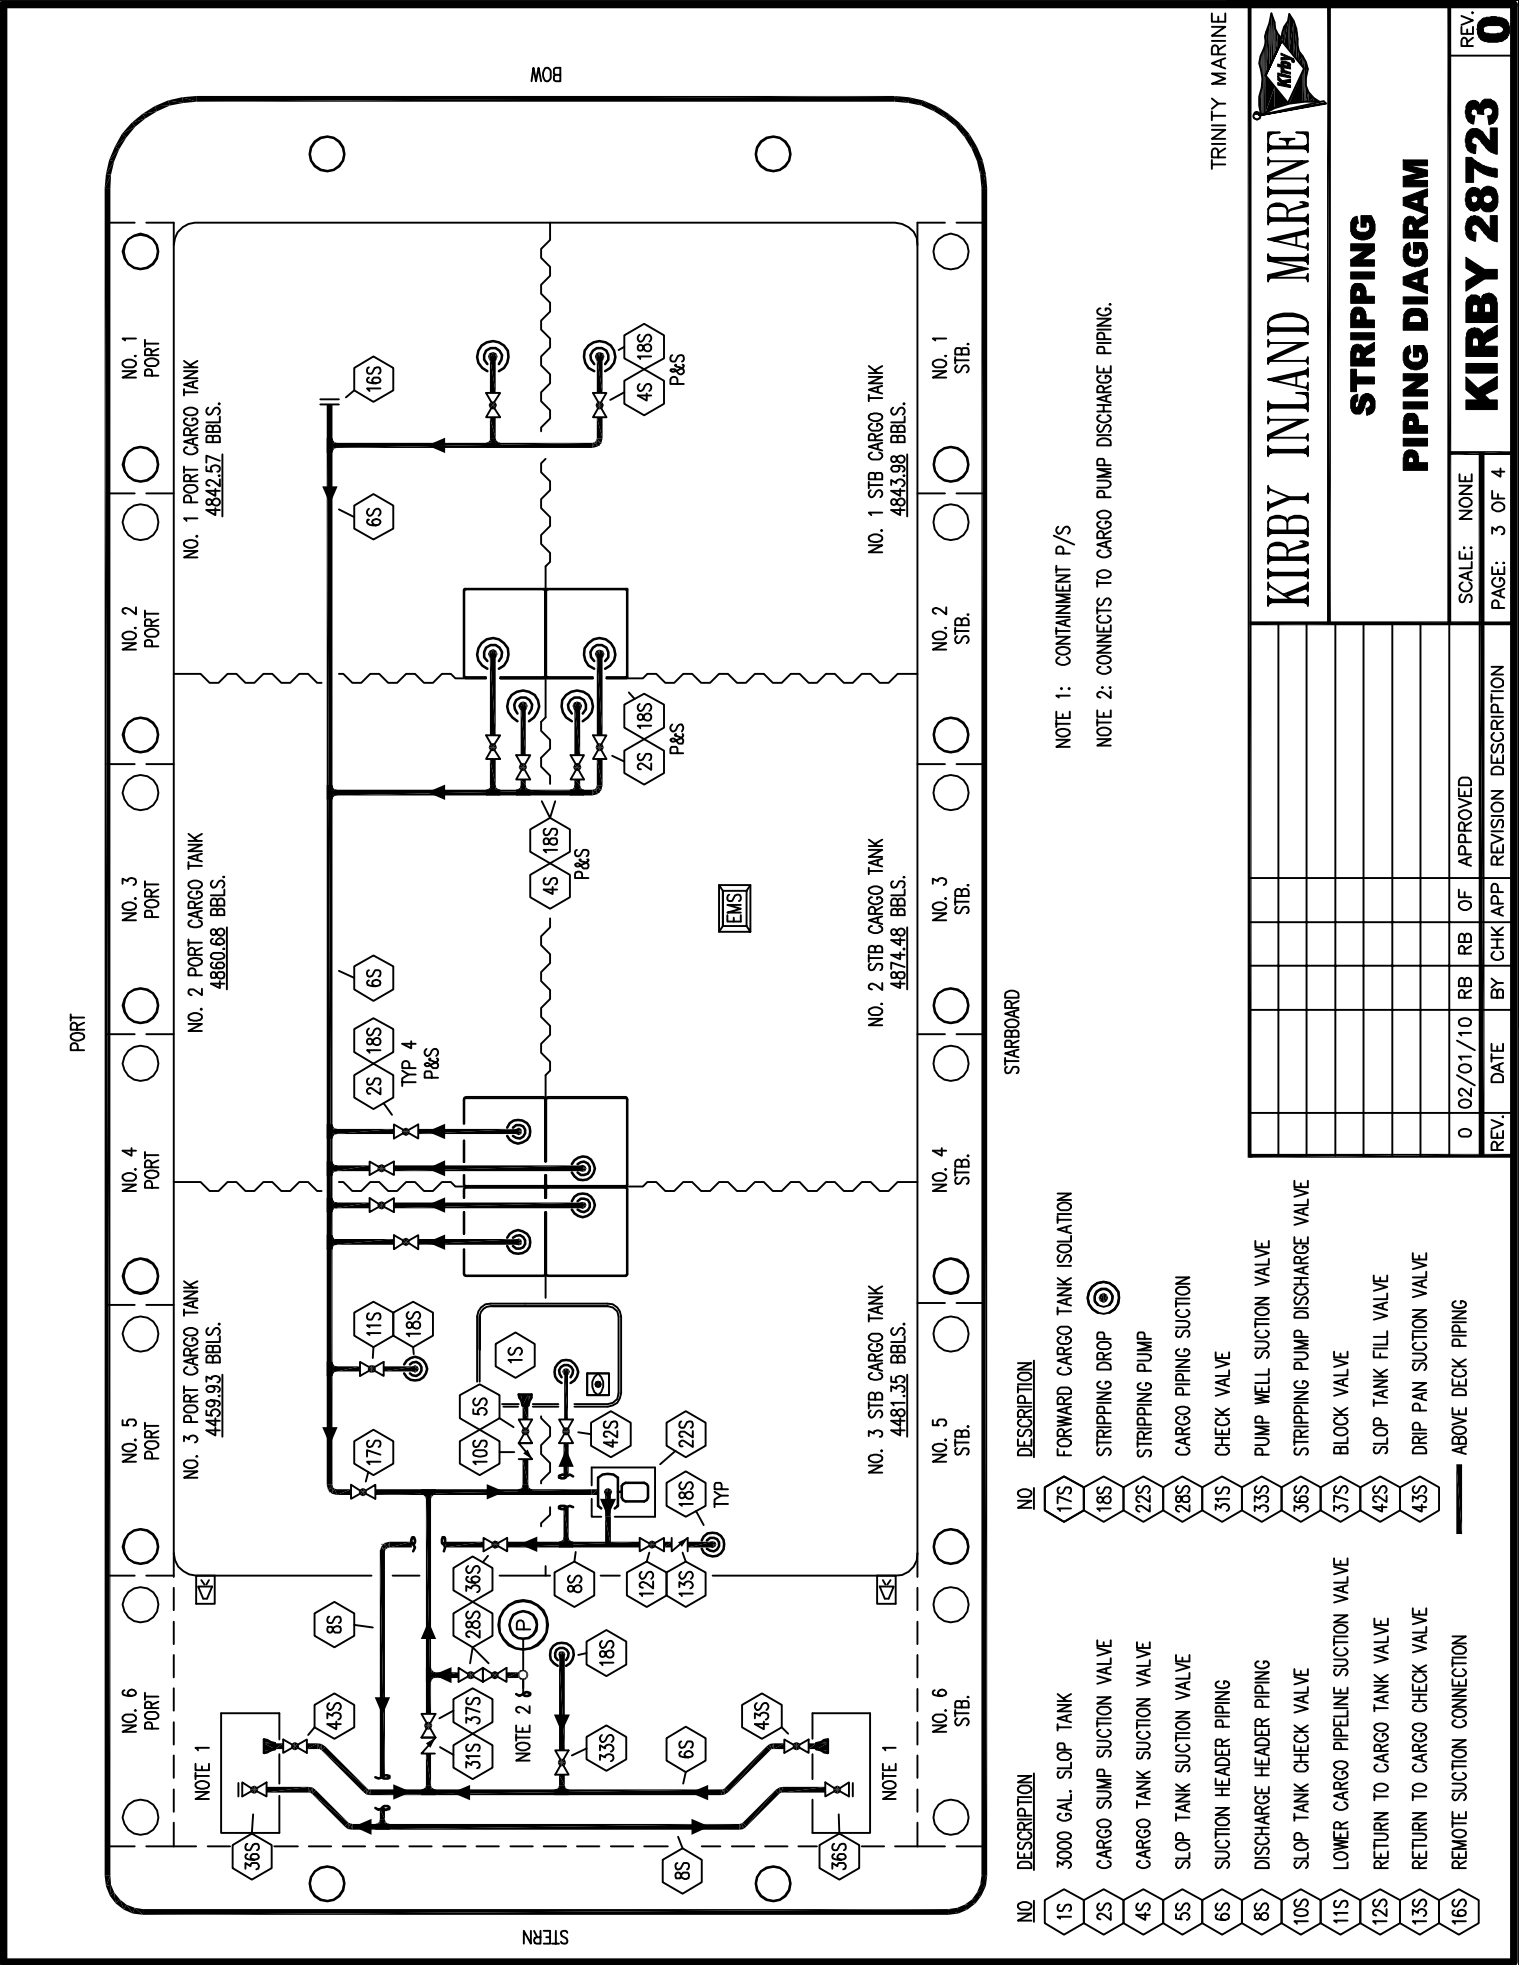 PORT
BOW
STERN
STARBOARD
NO. 6
PORT
NO. 5
PORT
NO. 4
PORT
NO. 3
PORT
NO. 2
PORT
NO. 1
PORT
NO. 3 PORT CARGO TANK
4459.93 BBLS.
NO. 2 PORT CARGO TANK
4860.68 BBLS.
NO. 1 PORT CARGO TANK
4842.57 BBLS.
NOTE 1
36S
43S
8S
17S
11S
18S
2S
18S
TYP 4
P&S
6S
6S
16S
31S
37S
28S
36S
10S
5S
1S
NOTE 2
P
4S
18S
P&S
33S
18S
8S
42S
22S
12S
13S
18S
TYP
2S
18S
P&S
4S
18S
P&S
6S
43S
8S
36S
NOTE 1
EMS
NO. 3 STB CARGO TANK
4481.35 BBLS.
NO. 2 STB CARGO TANK
4874.48 BBLS.
NO. 1 STB CARGO TANK
4843.98 BBLS.
NO. 6
STB.
NO. 5
STB.
NO. 4
STB.
NO. 3
STB.
NO. 2
STB.
NO. 1
STB.
NO DESCRIPTION
1S 3000 GAL. SLOP TANK
2S CARGO SUMP SUCTION VALVE
4S CARGO TANK SUCTION VALVE
5S SLOP TANK SUCTION VALVE
6S SUCTION HEADER PIPING
8S DISCHARGE HEADER PIPING
10S SLOP TANK CHECK VALVE
11S LOWER CARGO PIPELINE SUCTION VALVE
12S RETURN TO CARGO TANK VALVE
13S RETURN TO CARGO CHECK VALVE
16S REMOTE SUCTION CONNECTION
NO DESCRIPTION
17S FORWARD CARGO TANK ISOLATION
18S STRIPPING DROP
22S STRIPPING PUMP
28S CARGO PIPING SUCTION
31S CHECK VALVE
33S PUMP WELL SUCTION VALVE
36S STRIPPING PUMP DISCHARGE VALVE
37S BLOCK VALVE
42S SLOP TANK FILL VALVE
43S DRIP PAN SUCTION VALVE
ABOVE DECK PIPING
NOTE 1: CONTAINMENT P/S
NOTE 2: CONNECTS TO CARGO PUMP DISCHARGE PIPING.
TRINITY MARINE
KIRBY INLAND MARINE
Kirby
STRIPPING
PIPING DIAGRAM
0 02/01/10 RB RB OF APPROVED
REV. DATE BY CHK APP REVISION DESCRIPTION
SCALE: NONE
PAGE: 3 OF 4
KIRBY 28723
REV.
0